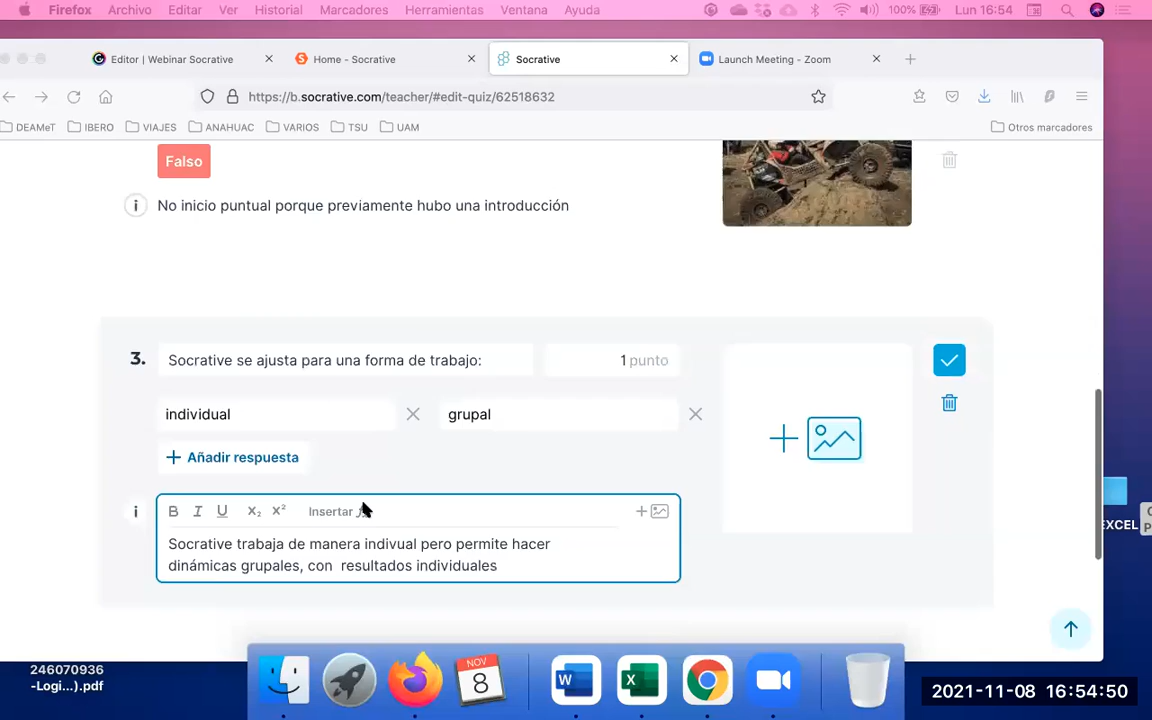 Firefox Archivo Editar Ver Historial Marcadores Herramientas Ventana Ayuda 100% Lun 16:54
Editor | Webinar Socrative Home - Socrative Socrative Launch Meeting - Zoom
https://b.socrative.com/teacher/#edit-quiz/62518632
DEAMeT IBERO VIAJES ANAHUAC VARIOS TSU UAM Otros marcadores
Falso
No inicio puntual porque previamente hubo una introducción
3. Socrative se ajusta para una forma de trabajo: 1 punto
individual grupal
+ Añadir respuesta
B I U X₂ X² Insertar
Socrative trabaja de manera indivual pero permite hacer
dinámicas grupales, con resultados individuales
EXCEL
NOV
8
246070936
-Logi...).pdf
2021-11-08 16:54:50